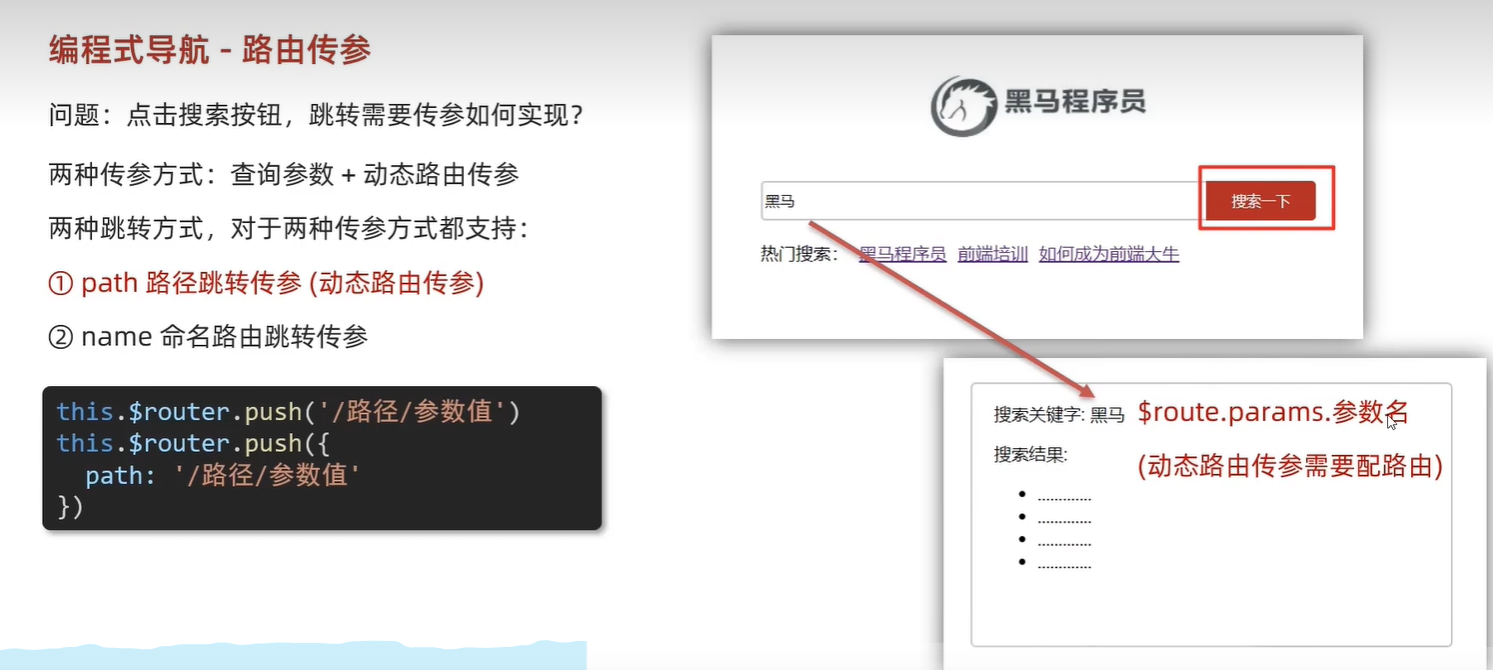 编程式导航 - 路由传参
问题：点击搜索按钮，跳转需要传参如何实现？
两种传参方式：查询参数 + 动态路由传参
两种跳转方式，对于两种传参方式都支持：
① path 路径跳转传参 (动态路由传参)
② name 命名路由跳转传参
this.$router.push('/路径/参数值')
this.$router.push({
  path: '/路径/参数值'
})
黑马程序员
黑马
搜索一下
热门搜索： 黑马程序员 前端培训 如何成为前端大牛
搜索关键字: 黑马 $route.params.参数名
搜索结果:
(动态路由传参需要配路由)
.............
.............
.............
.............